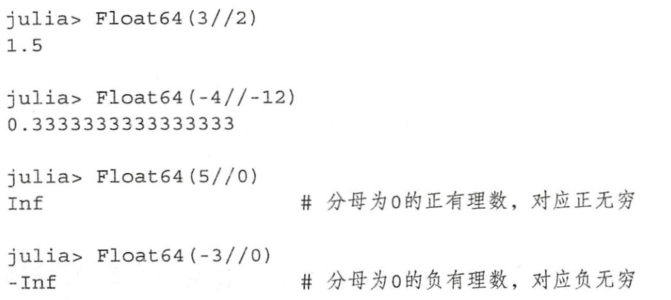 julia> Float64(3//2)
1.5
julia> Float64(-4//-12)
0.3333333333333333
julia> Float64(5//0)
Inf # 分母为0的正有理数，对应正无穷
julia> Float64(-3//0)
-Inf # 分母为0的负有理数，对应负无穷